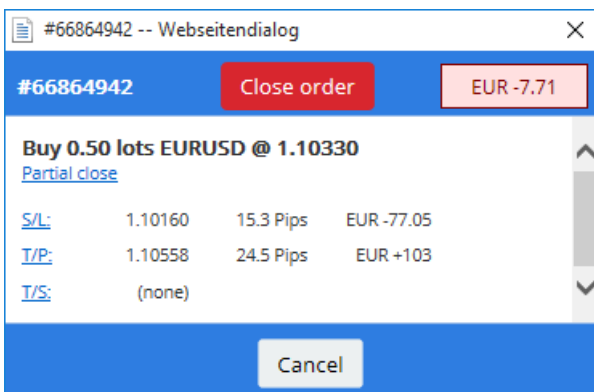 #66864942 -- Webseitendialog
#66864942 Close order EUR -7.71
Buy 0.50 lots EURUSD @ 1.10330
Partial close
S/L: 1.10160 15.3 Pips EUR -77.05
T/P: 1.10558 24.5 Pips EUR +103
T/S: (none)
Cancel